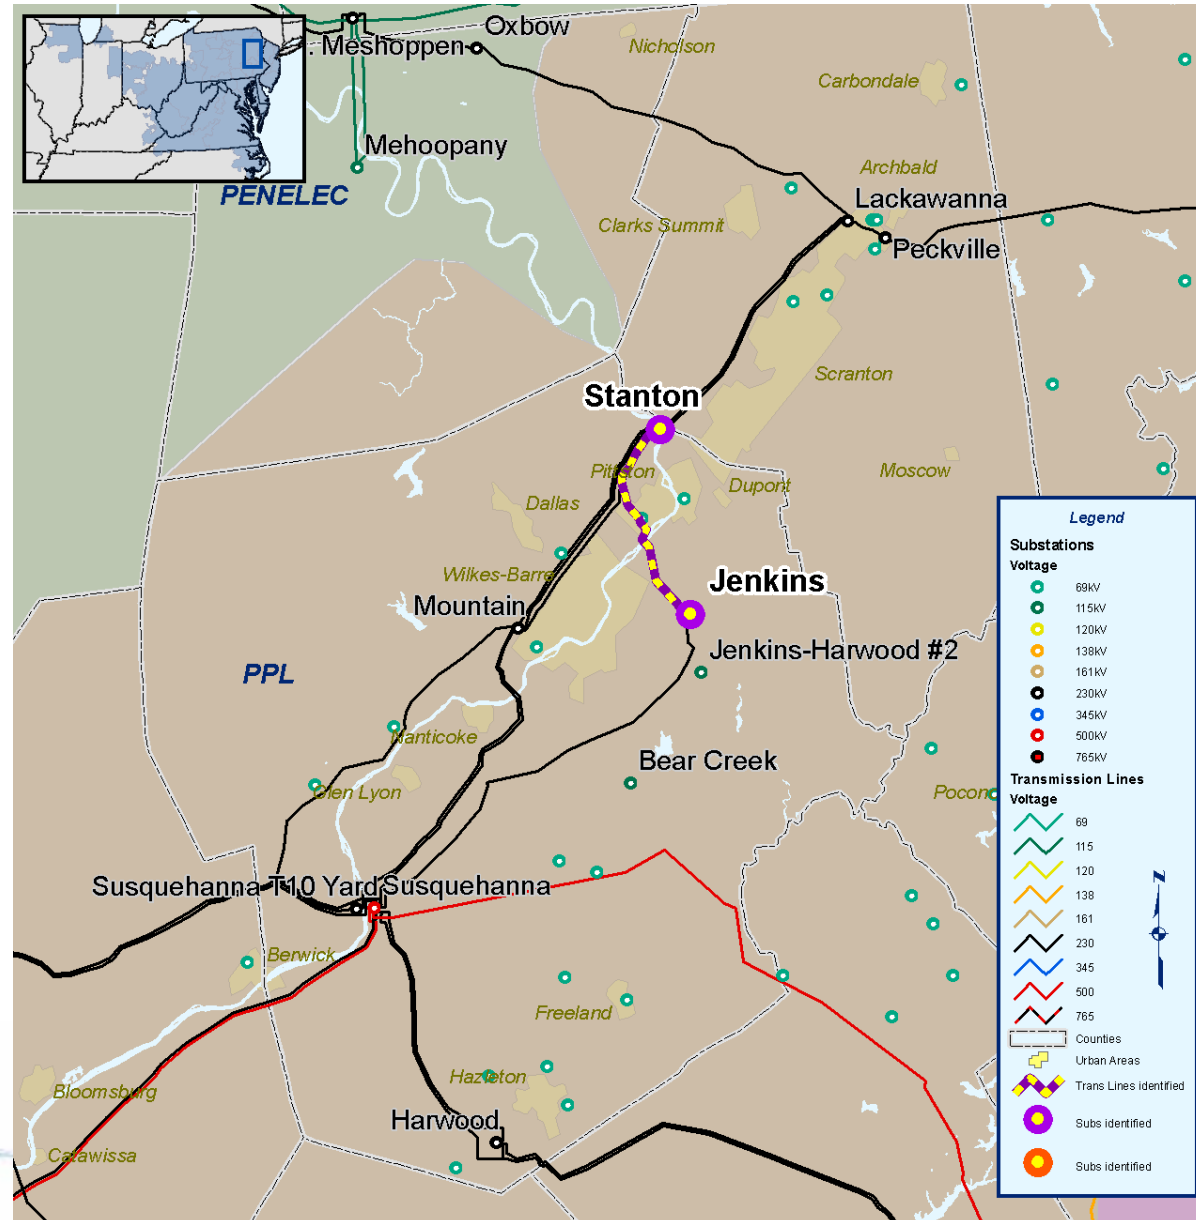 Oxbow
. Meshoppen
Nicholson
Carbondale
Mehoopany
Archbald
PENELEC
Lackawanna
Clarks Summit
Peckville
Scranton
Stanton
Pittston
Moscow
Dupont
Dallas
Wilkes-Barre
Jenkins
Mountain
Jenkins-Harwood #2
PPL
Nanticoke
Bear Creek
Glen Lyon
Pocon
Susquehanna T10 Yard
Susquehanna
Berwick
Freeland
Hazleton
Bloomsburg
Harwood
Catawissa
Legend
Substations
Voltage
69kV
115kV
120kV
138kV
161kV
230kV
345kV
500kV
765kV
Transmission Lines
Voltage
69
115
120
138
161
230
345
500
765
N
Counties
Urban Areas
Trans Lines identified
Subs identified
Subs identified